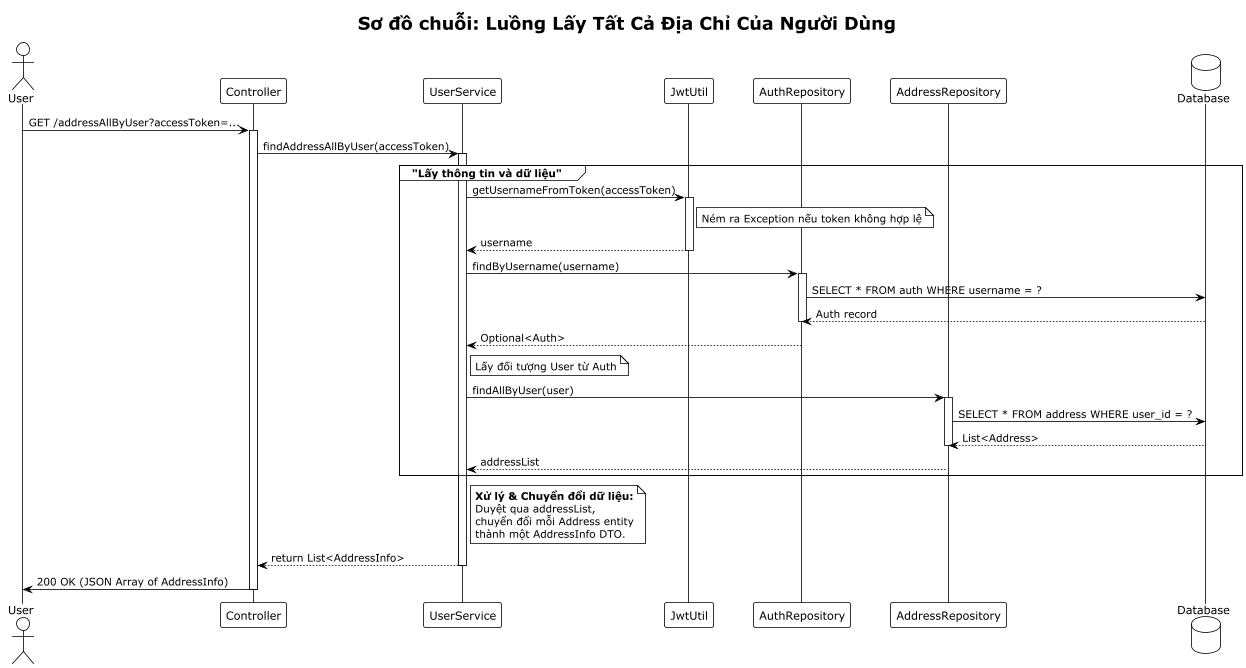 Sơ đồ chuỗi: Luồng Lấy Tất Cả Địa Chỉ Của Người Dùng
User
Controller
UserService
JwtUtil
AuthRepository
AddressRepository
Database
GET /addressAllByUser?accessToken=...
findAddressAllByUser(accessToken)
"Lấy thông tin và dữ liệu"
getUsernameFromToken(accessToken)
Ném ra Exception nếu token không hợp lệ
username
findByUsername(username)
SELECT * FROM auth WHERE username = ?
Auth record
Optional<Auth>
Lấy đối tượng User từ Auth
findAllByUser(user)
SELECT * FROM address WHERE user_id = ?
List<Address>
addressList
Xử lý & Chuyển đổi dữ liệu:
Duyệt qua addressList,
chuyển đổi mỗi Address entity
thành một AddressInfo DTO.
return List<AddressInfo>
200 OK (JSON Array of AddressInfo)
User
Controller
UserService
JwtUtil
AuthRepository
AddressRepository
Database